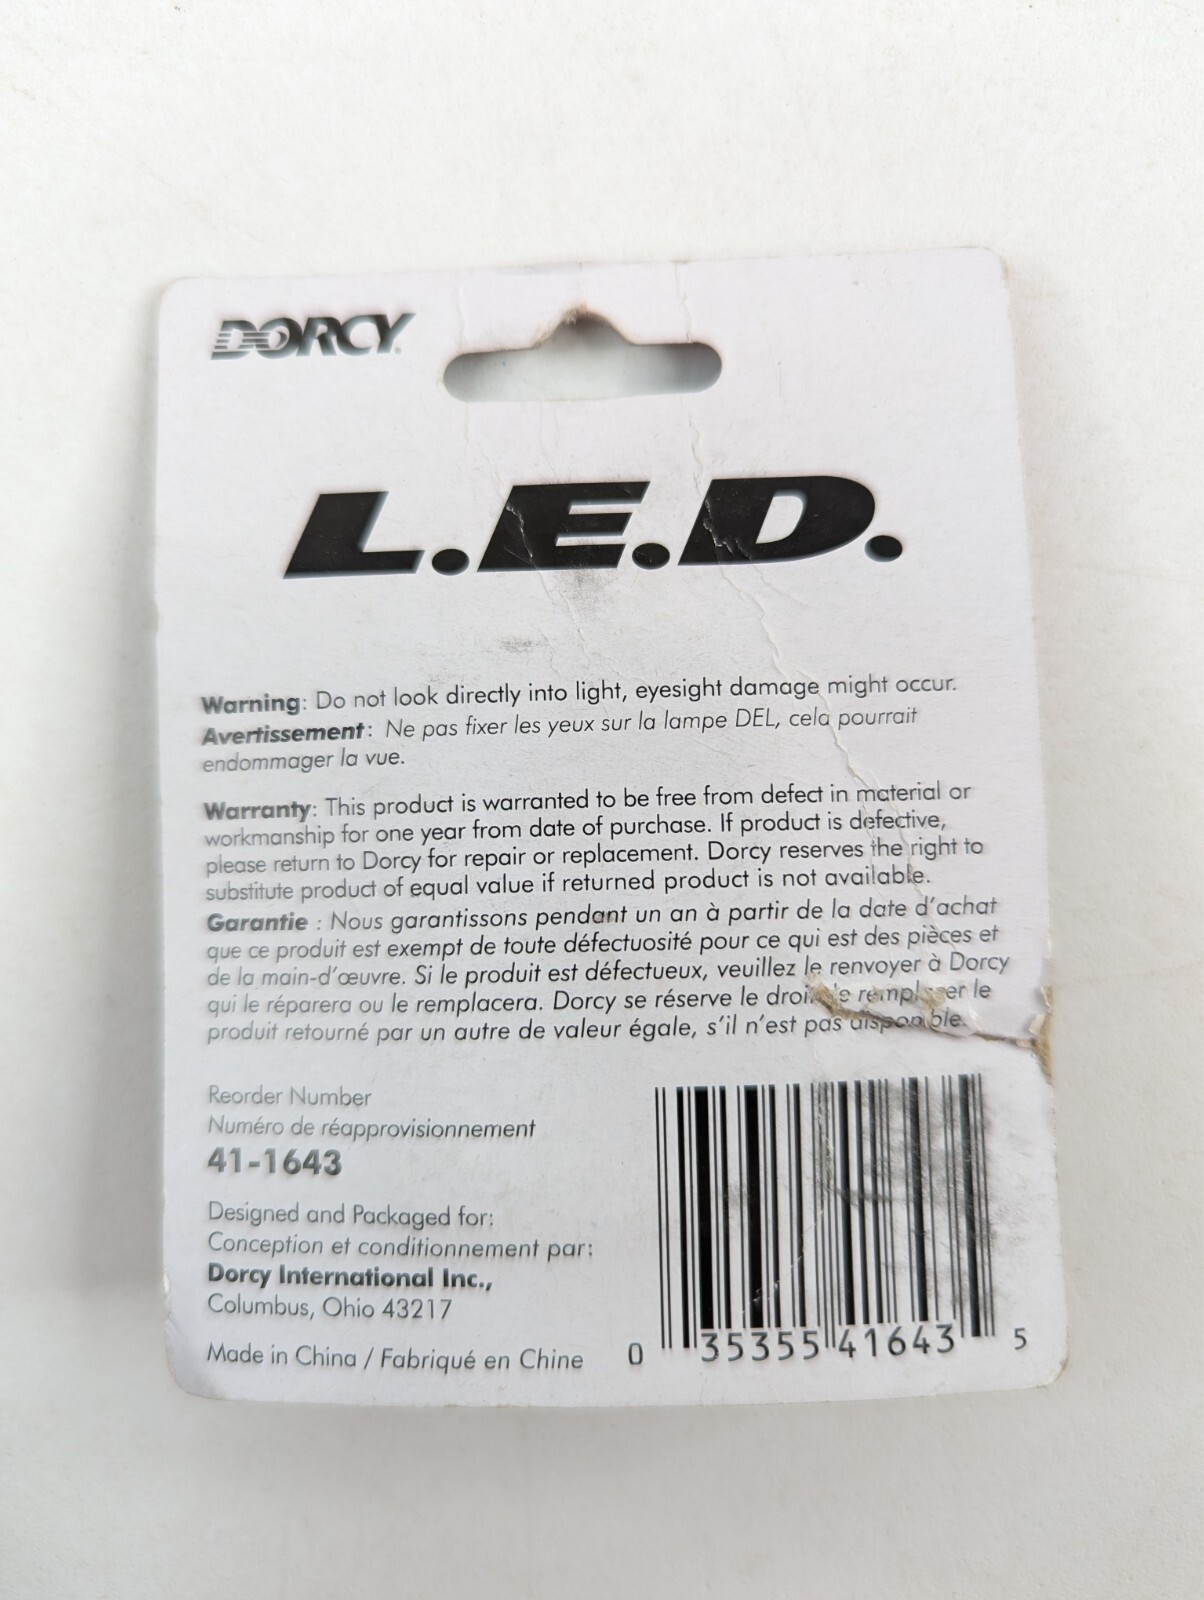 DORCY
L.E.D.
Warning: Do not look directly into light, eyesight damage might occur.
Avertissement: Ne pas fixer les yeux sur la lampe DEL, cela pourrait
endommager la vue.
Warranty: This product is warranted to be free from defect in material or
workmanship for one year from date of purchase. If product is defective,
please return to Dorcy for repair or replacement. Dorcy reserves the right to
substitute product of equal value if returned product is not available.
Garantie : Nous garantissons pendant un an à partir de la date d'achat
que ce produit est exempt de toute défectuosité pour ce qui est des pièces et
de la main-d'œuvre. Si le produit est défectueux, veuillez le renvoyer à Dorcy
qui le réparera ou le remplacera. Dorcy se réserve le le
produit retourné par un autre de valeur égale, s'il n'est pas disponible.
Reorder Number
Numéro de réapprovisionnement
41-1643
Designed and Packaged for:
Conception et conditionnement par:
Dorcy International Inc.,
Columbus, Ohio 43217
Made in China / Fabriqué en Chine
0 35355 41643 5